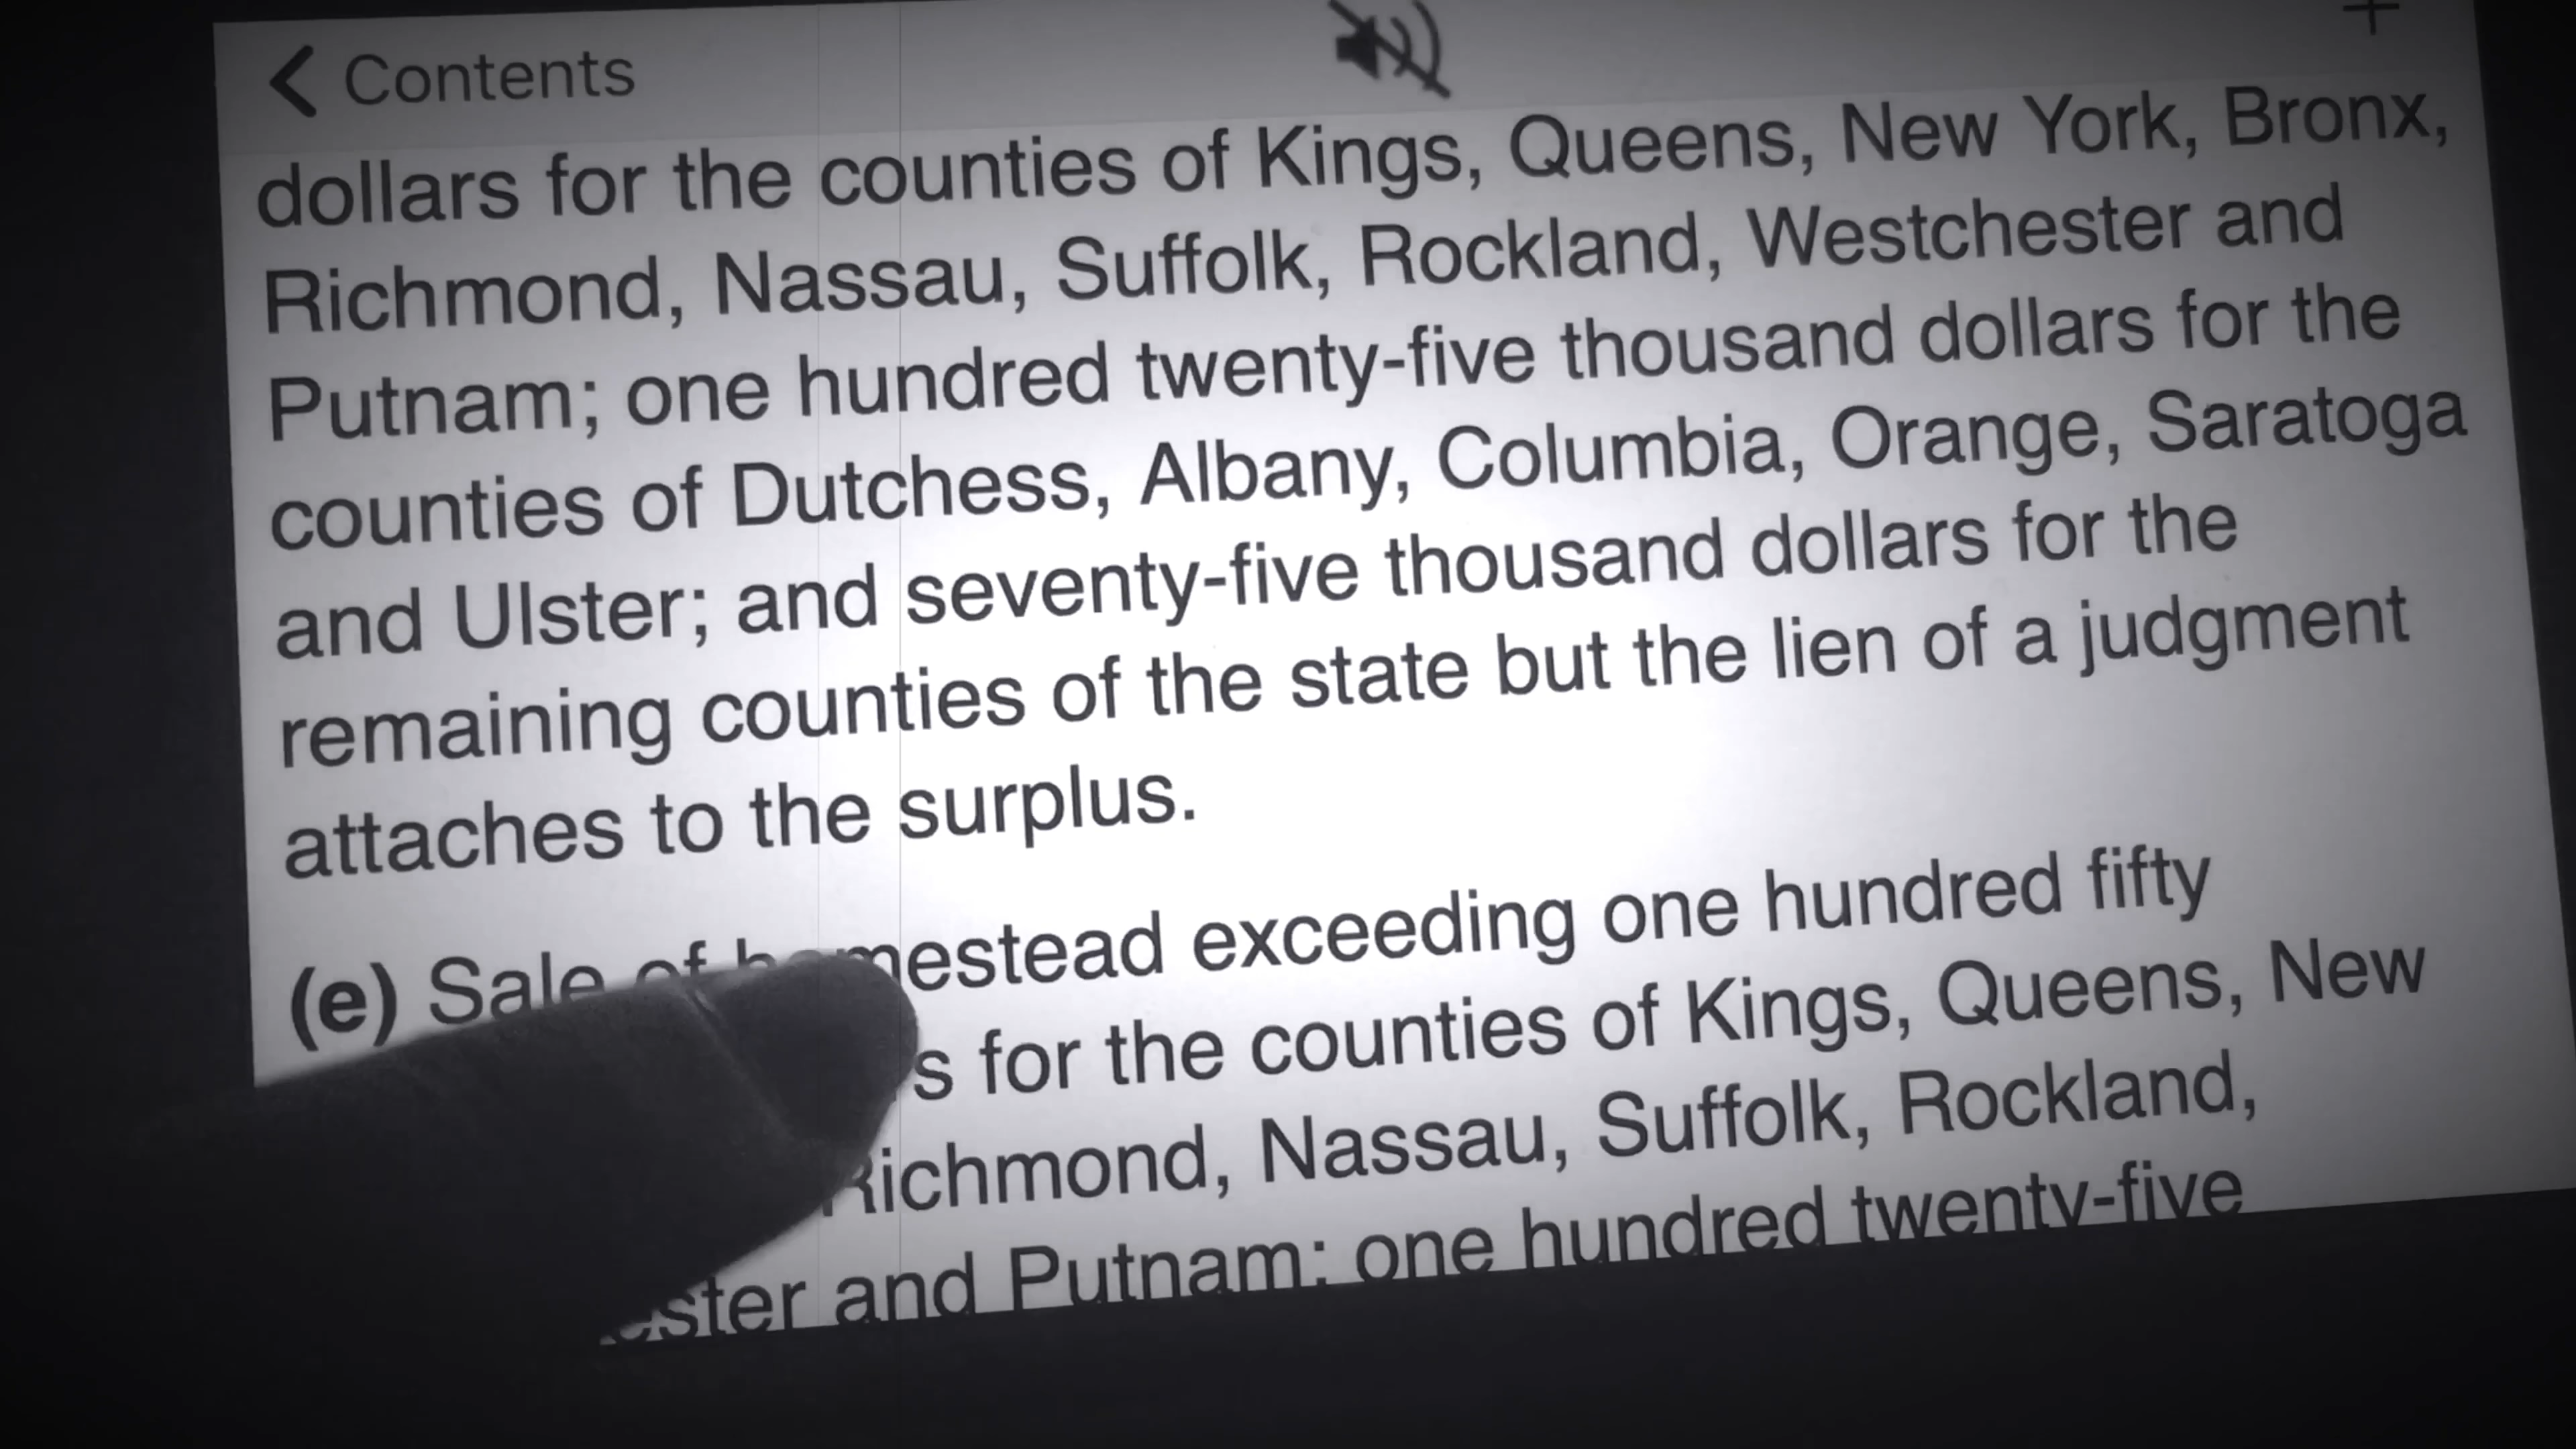 Contents
dollars for the counties of Kings, Queens, New York, Bronx,
Richmond, Nassau, Suffolk, Rockland, Westchester and
Putnam; one hundred twenty-five thousand dollars for the
counties of Dutchess, Albany, Columbia, Orange, Saratoga
and Ulster; and seventy-five thousand dollars for the
remaining counties of the state but the lien of a judgment
attaches to the surplus.
(e) Sale of homestead exceeding one hundred fifty
for the counties of Kings, Queens, New
Richmond, Nassau, Suffolk, Rockland,
and Putnam; one hundred twenty-five